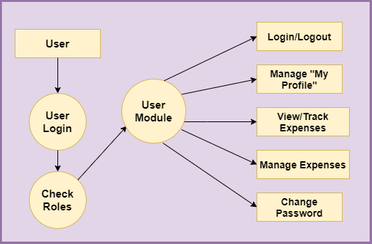 User
User
Login
Check
Roles
User
Module
Login/Logout
Manage "My
Profile"
View/Track
Expenses
Manage Expenses
Change
Password